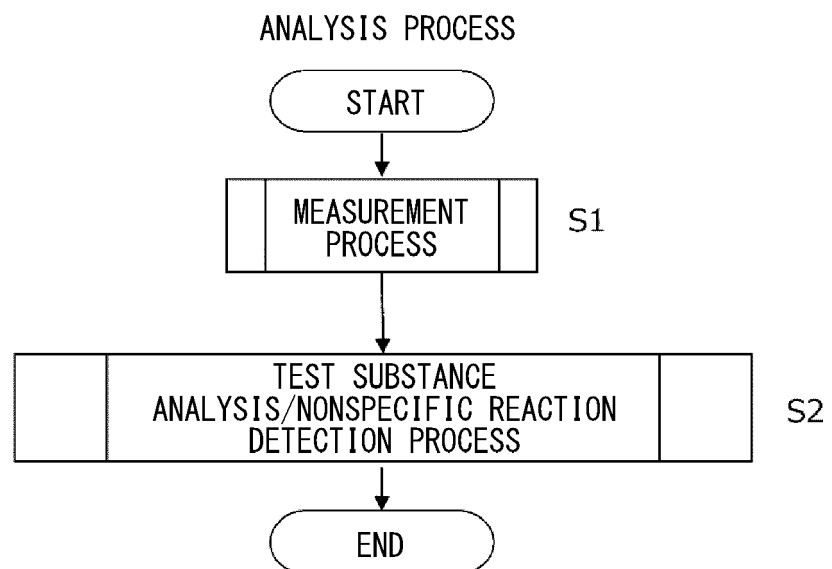 ANALYSIS PROCESS
START
MEASUREMENT
PROCESS
S1
TEST SUBSTANCE
ANALYSIS/NONSPECIFIC REACTION
DETECTION PROCESS
S2
END